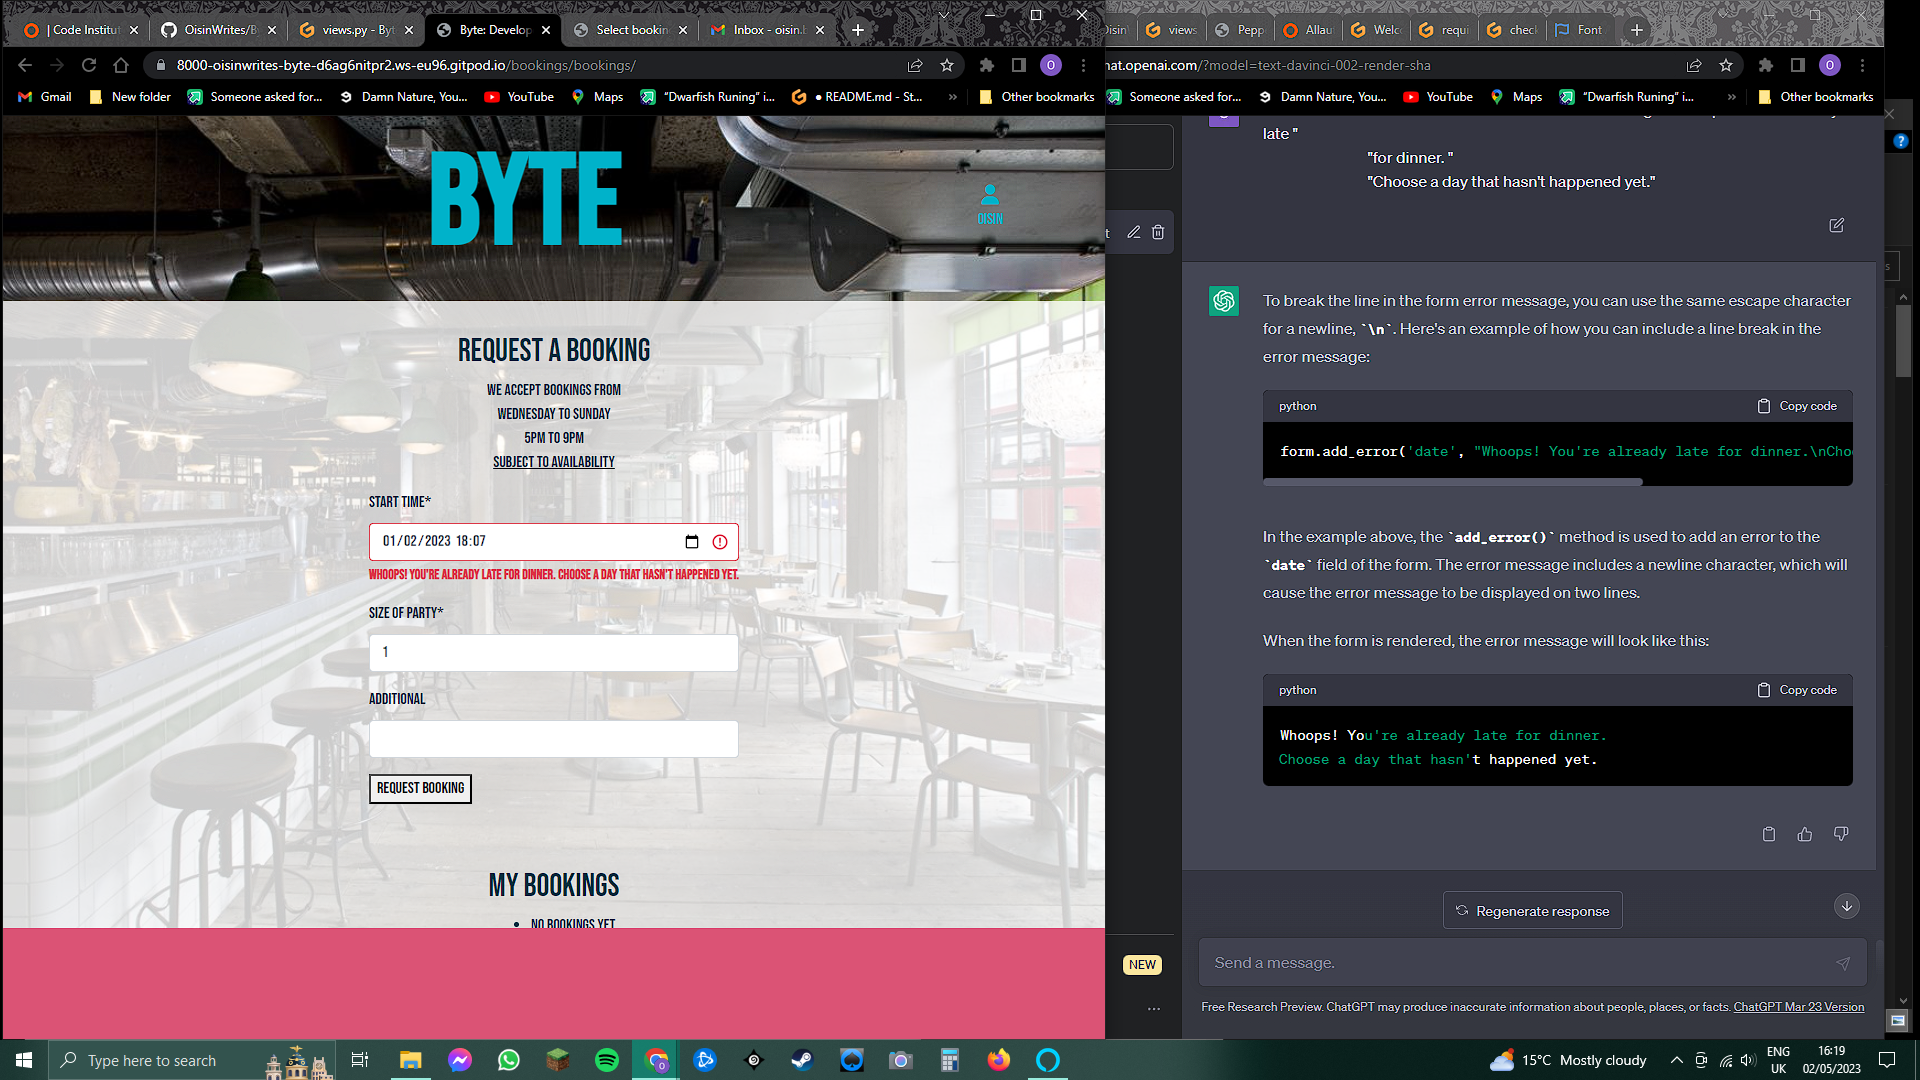 | Code Institut
OisinWrites/B
views.py - Byt
Byte: Develop
Select bookin
Inbox - oisin.b
8000-oisinwrites-byte-d6ag6nitpr2.ws-eu96.gitpod.io/bookings/bookings/
O
Gmail
New folder
Someone asked for...
Damn Nature, You...
YouTube
Maps
"Dwarfish Runing" i...
● README.md - St...
»
Other bookmarks
BYTE
OISIN
REQUEST A BOOKING
WE ACCEPT BOOKINGS FROM
WEDNESDAY TO SUNDAY
5PM TO 9PM
SUBJECT TO AVAILABILITY
START TIME*
01/02/2023 18:07
WHOOPS! YOU'RE ALREADY LATE FOR DINNER. CHOOSE A DAY THAT HASN'T HAPPENED YET.
SIZE OF PARTY*
1
ADDITIONAL
REQUEST BOOKING
MY BOOKINGS
• NO BOOKINGS YET
views
Pepp
Allau
Welc
requi
check
Font
hat.openai.com/?model=text-davinci-002-render-sha
O
Someone asked for...
Damn Nature, You...
YouTube
Maps
"Dwarfish Runing" i...
»
Other bookmarks
late "
"for dinner. "
"Choose a day that hasn't happened yet."
To break the line in the form error message, you can use the same escape character
for a newline, `\n`. Here's an example of how you can include a line break in the
error message:
python
Copy code
form.add_error('date', "Whoops! You're already late for dinner.\nCho
In the example above, the `add_error()` method is used to add an error to the
`date` field of the form. The error message includes a newline character, which will
cause the error message to be displayed on two lines.
When the form is rendered, the error message will look like this:
python
Copy code
Whoops! You're already late for dinner.
Choose a day that hasn't happened yet.
Regenerate response
NEW
Send a message.
Free Research Preview. ChatGPT may produce inaccurate information about people, places, or facts. ChatGPT Mar 23 Version
Type here to search
15°C Mostly cloudy
ENG
UK
16:19
02/05/2023